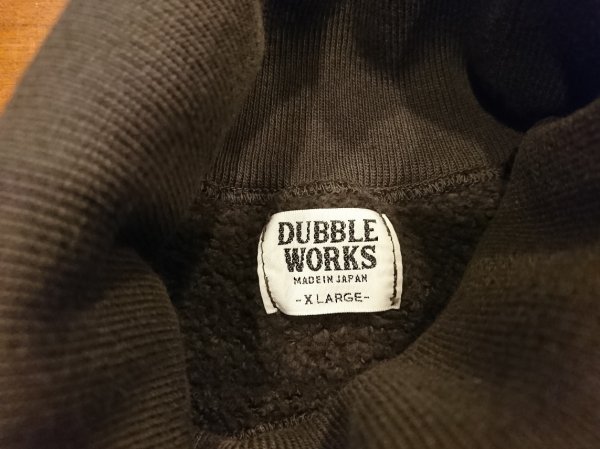 DUBBLE
WORKS
MADE IN JAPAN
-X LARGE-